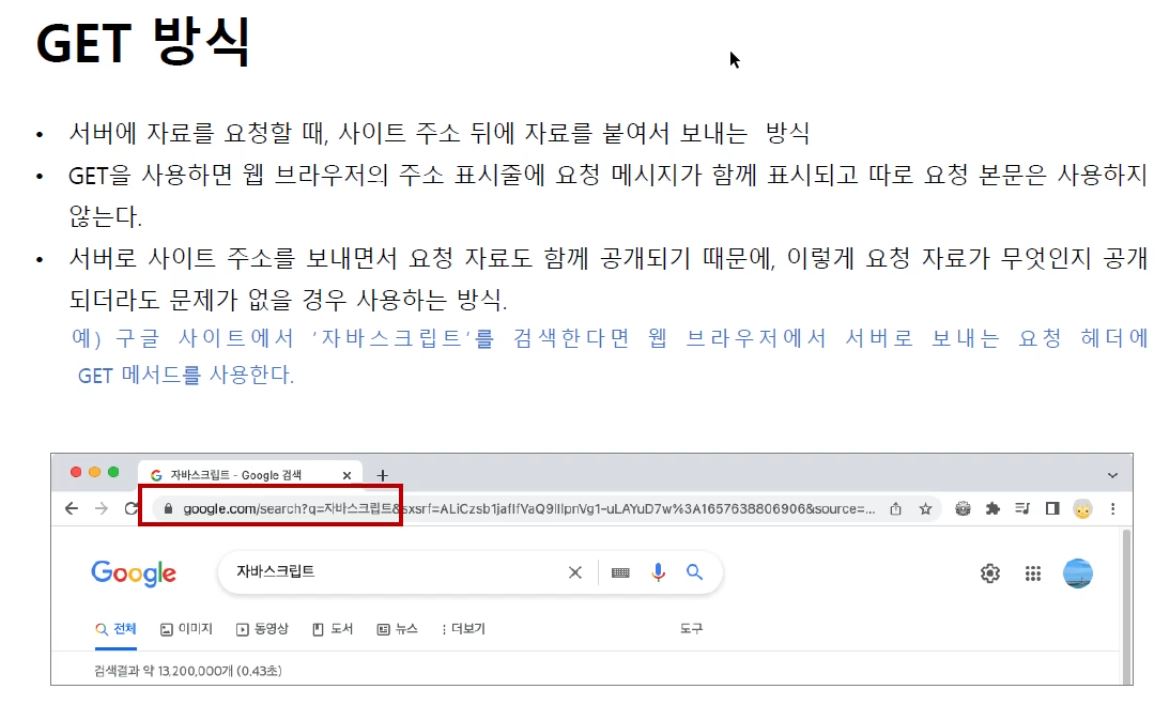 GET 방식
• 서버에 자료를 요청할 때, 사이트 주소 뒤에 자료를 붙여서 보내는 방식
• GET을 사용하면 웹 브라우저의 주소 표시줄에 요청 메시지가 함께 표시되고 따로 요청 본문은 사용하지
않는다.
• 서버로 사이트 주소를 보내면서 요청 자료도 함께 공개되기 때문에, 이렇게 요청 자료가 무엇인지 공개
되더라도 문제가 없을 경우 사용하는 방식.
예) 구글 사이트에서 ‘자바스크립트‘를 검색한다면 웹 브라우저에서 서버로 보내는 요청 헤더에
GET 메서드를 사용한다.
자바스크립트 - Google 검색
google.com/search?q=자바스크립트&sxsrf=
Google 자바스크립트
전체 이미지 동영상 도서 뉴스 더보기 도구
검색결과 약 13,200,000개 (0.43초)